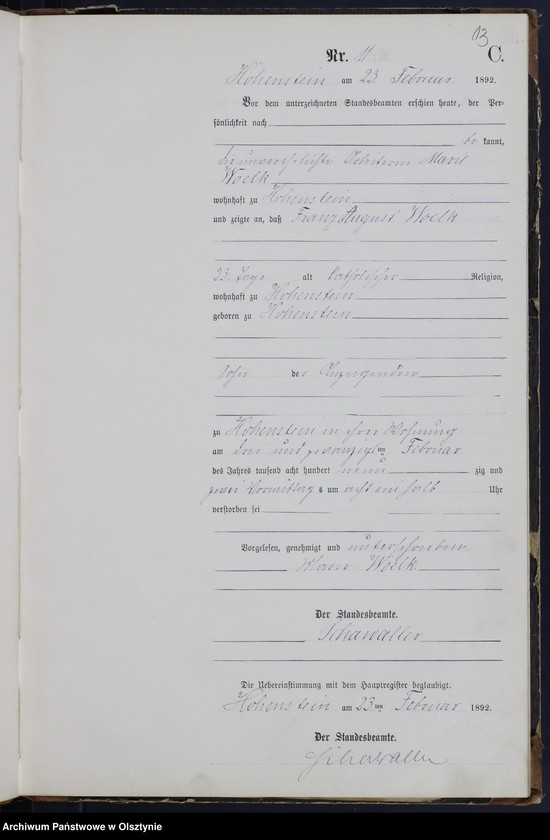 13
Nr. 11 C.
Hohenstein am 23. Februar 1892.
Vor dem unterzeichneten Standesbeamten erschien heute, der Per-
sönlichkeit nach
be kannt,
die unverehelichte Arbeiterin Marie
Woelk
wohnhaft zu Hohenstein
und zeigte an, daß Franz August Woelk
23 Tage alt katholischer Religion,
wohnhaft zu Hohenstein
geboren zu Hohenstein
Sohn der Anzeigenden
zu Hohenstein in ihrer Wohnung
am drei und zwanzigsten Februar
des Jahres tausend acht hundert neun zig und
zwei Vormittags um acht ein halb Uhr
verstorben sei
Vorgelesen, genehmigt und unterschrieben
Marie Woelk
Der Standesbeamte.
Schawaller
Die Uebereinstimmung mit dem Hauptregister beglaubigt.
Hohenstein am 23ten Februar 1892.
Der Standesbeamte.
Schawaller
Archiwum Państwowe w Olsztynie